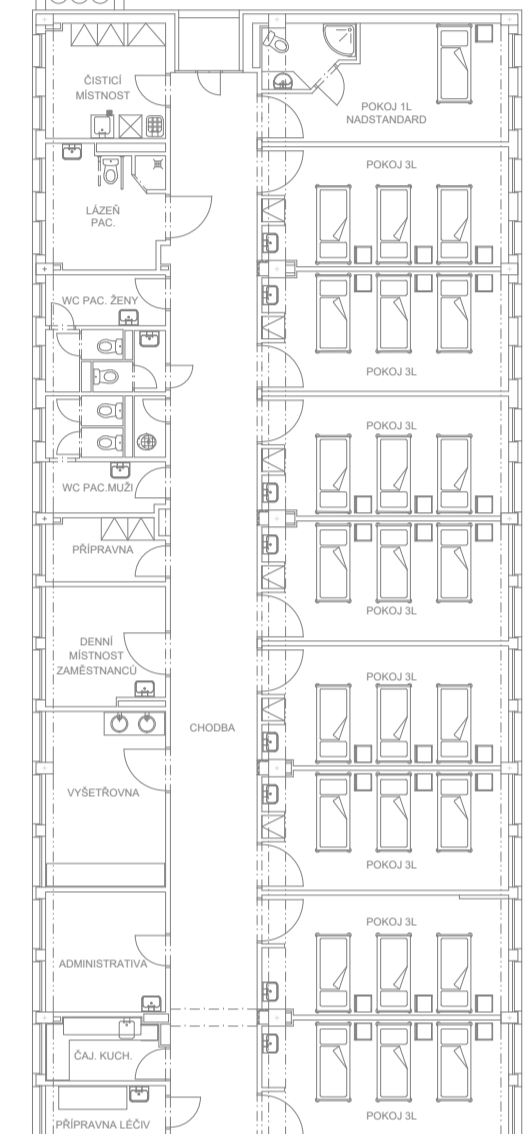 ČISTICÍ
MÍSTNOST
POKOJ 1L
NADSTANDARD
POKOJ 3L
LÁZEŇ
PAC.
WC PAC. ŽENY
POKOJ 3L
POKOJ 3L
WC PAC.MUŽI
PŘÍPRAVNA
POKOJ 3L
DENNÍ
MÍSTNOST
ZAMĚSTNANCŮ
POKOJ 3L
CHODBA
VYŠETŘOVNA
POKOJ 3L
POKOJ 3L
ADMINISTRATIVA
ČAJ. KUCH.
POKOJ 3L
PŘÍPRAVNA LÉČIV